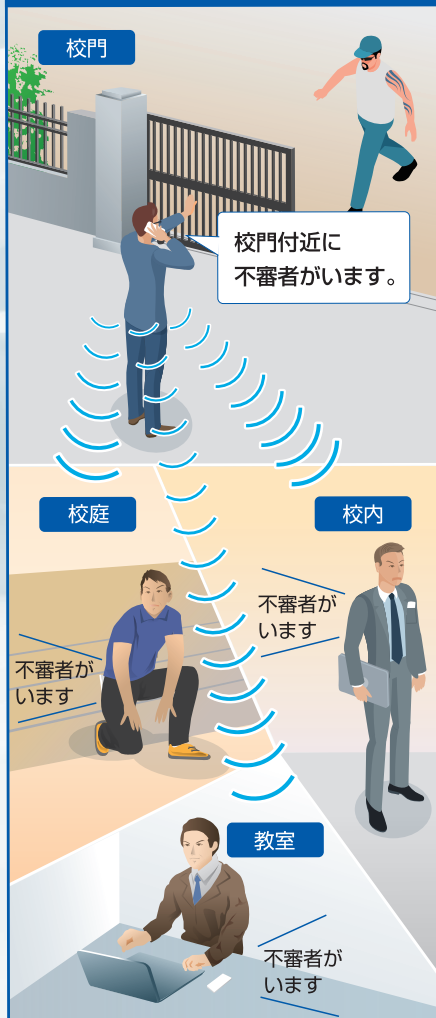 校門
校門付近に
不審者がいます。
校庭
校内
不審者が
います
不審者が
います
教室
不審者が
います